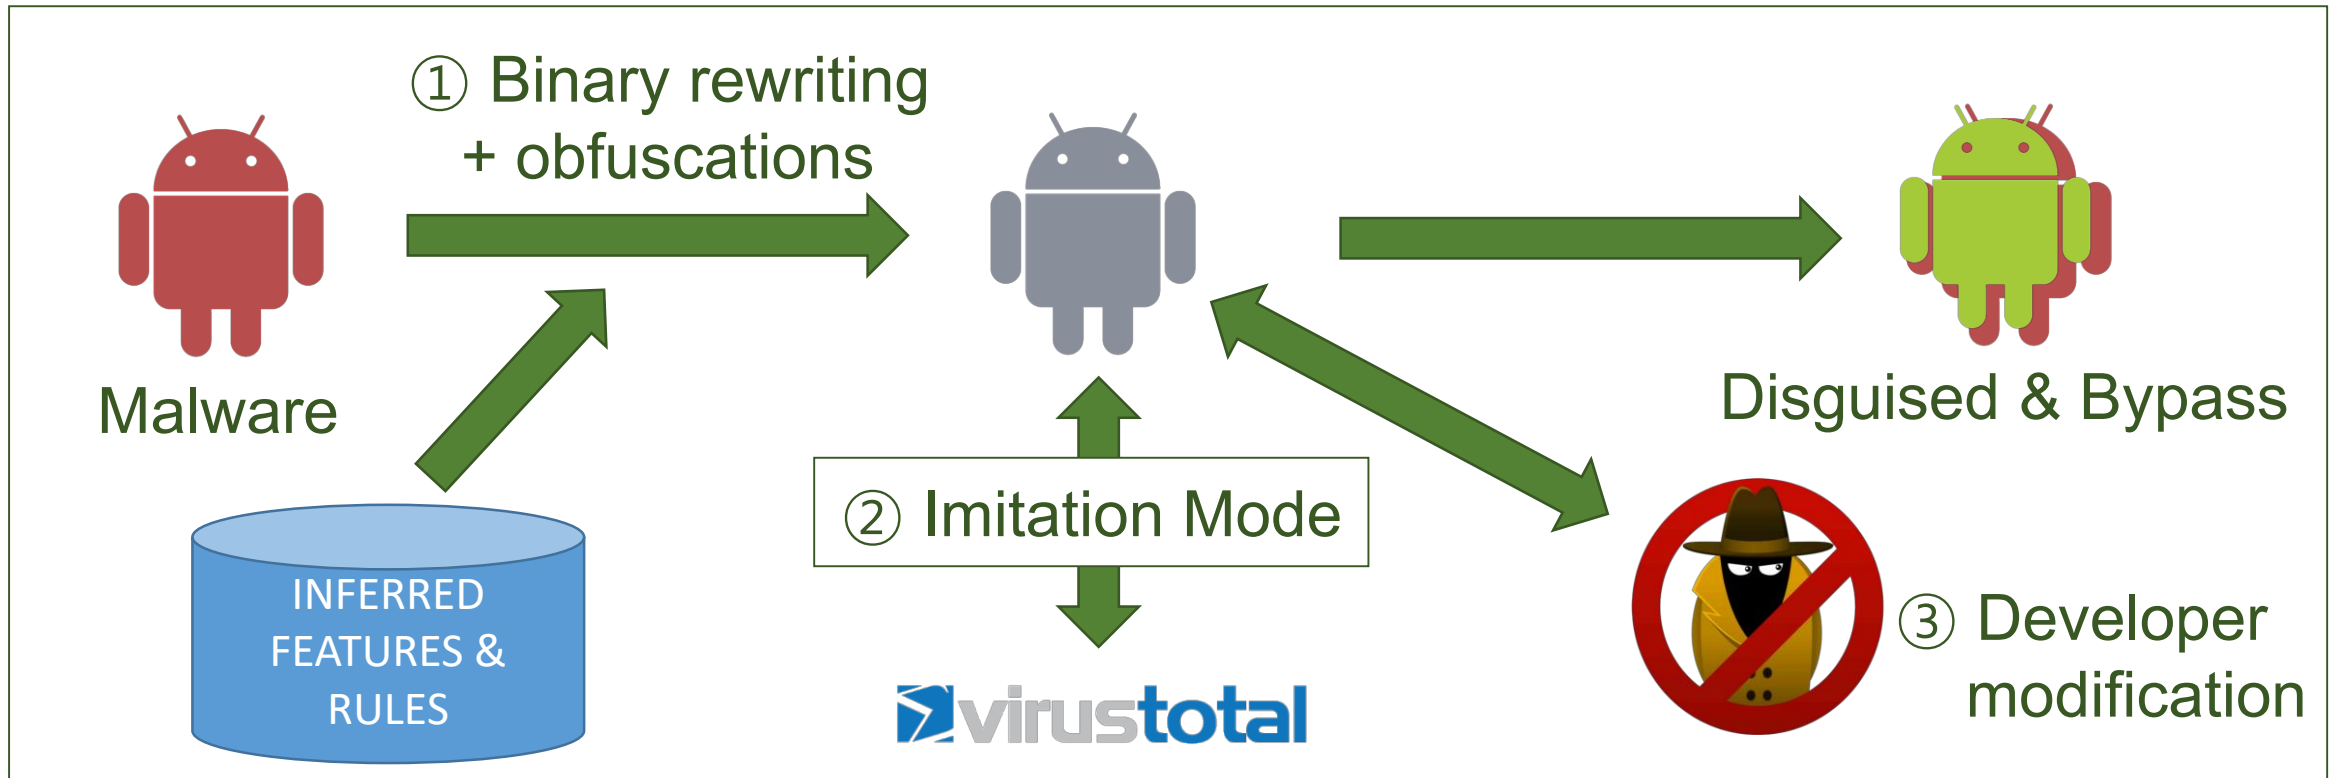 ① Binary rewriting
+ obfuscations
Malware
Disguised & Bypass
② Imitation Mode
INFERRED
FEATURES &
RULES
③ Developer
modification
virustotal